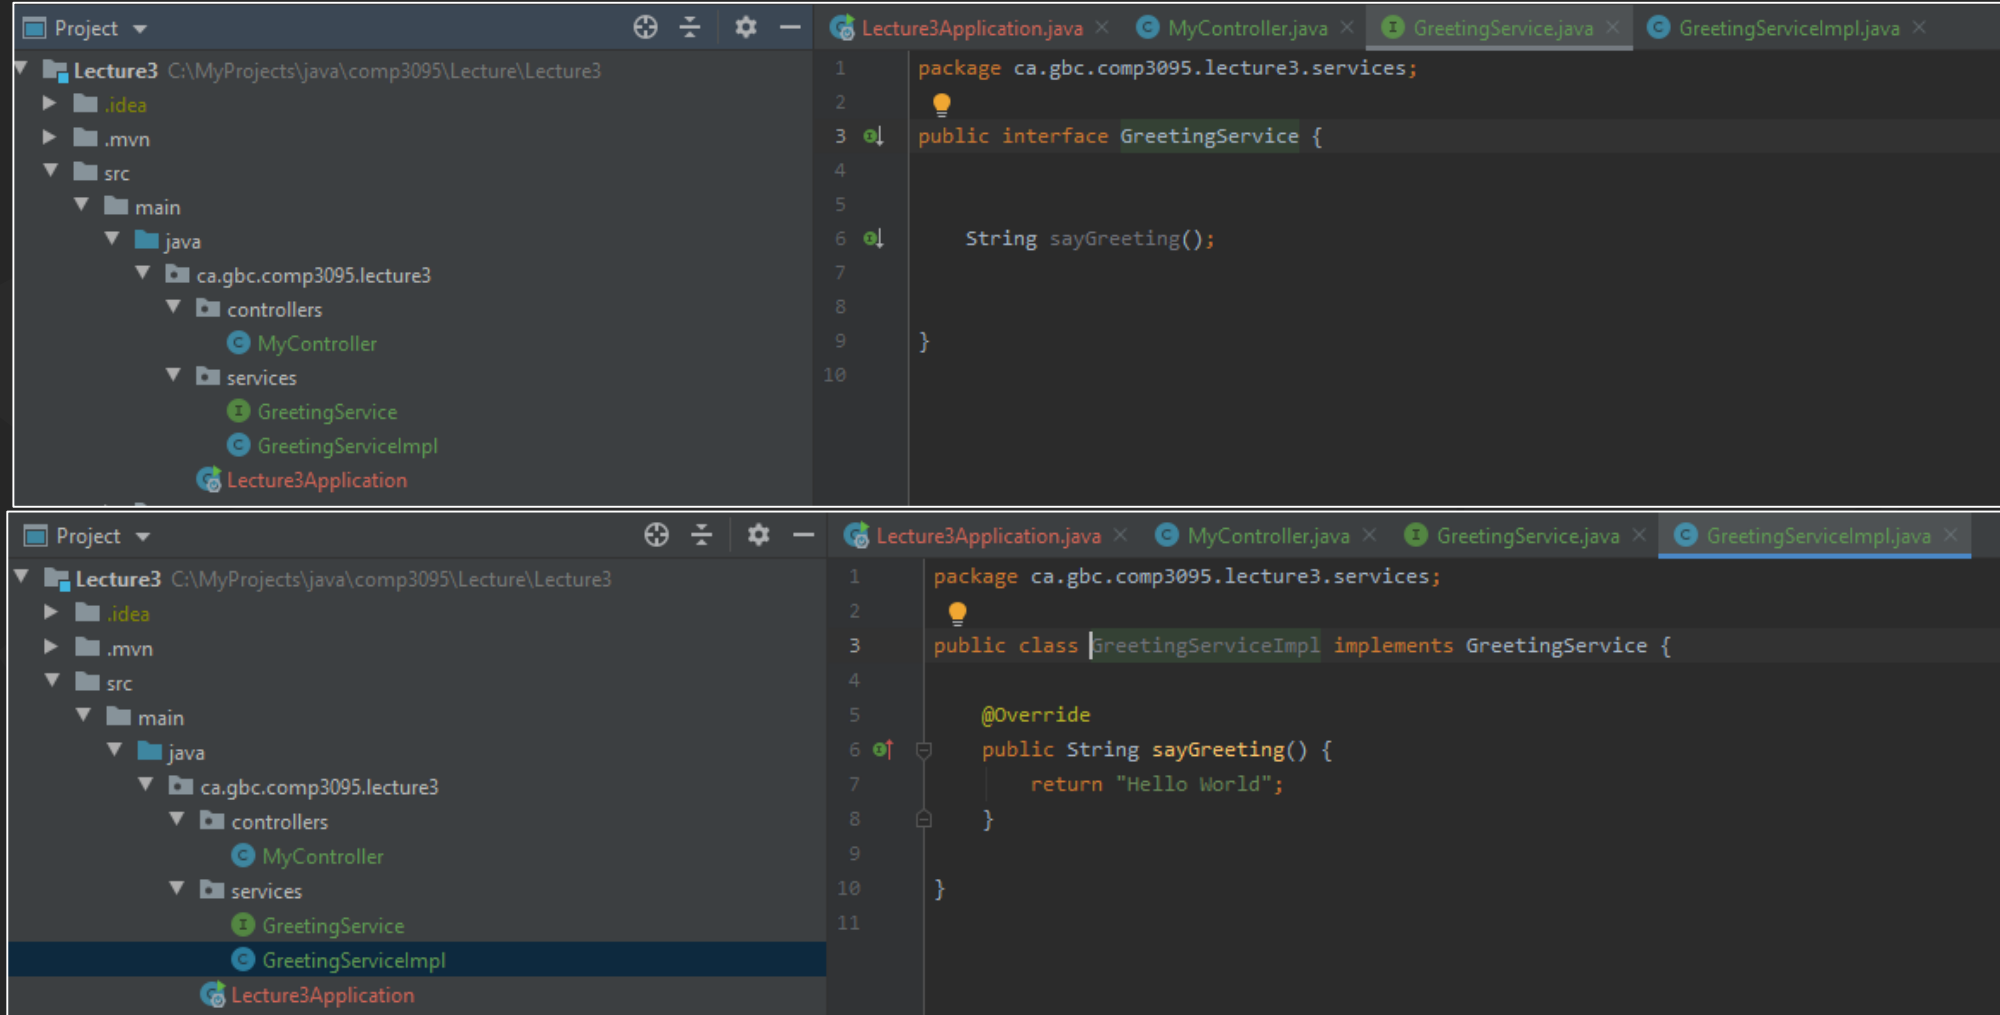 Project
Lecture3 C:\MyProjects\java\comp3095\Lecture\Lecture3
.idea
.mvn
src
main
java
ca.gbc.comp3095.lecture3
controllers
MyController
services
GreetingService
GreetingServiceImpl
Lecture3Application
Lecture3Application.java MyController.java GreetingService.java GreetingServiceImpl.java
1 package ca.gbc.comp3095.lecture3.services;
2
3 public interface GreetingService {
4
5
6 String sayGreeting();
7
8
9 }
10
Project
Lecture3 C:\MyProjects\java\comp3095\Lecture\Lecture3
.idea
.mvn
src
main
java
ca.gbc.comp3095.lecture3
controllers
MyController
services
GreetingService
GreetingServiceImpl
Lecture3Application
Lecture3Application.java MyController.java GreetingService.java GreetingServiceImpl.java
1 package ca.gbc.comp3095.lecture3.services;
2
3 public class GreetingServiceImpl implements GreetingService {
4
5 @Override
6 public String sayGreeting() {
7 return "Hello World";
8 }
9
10 }
11